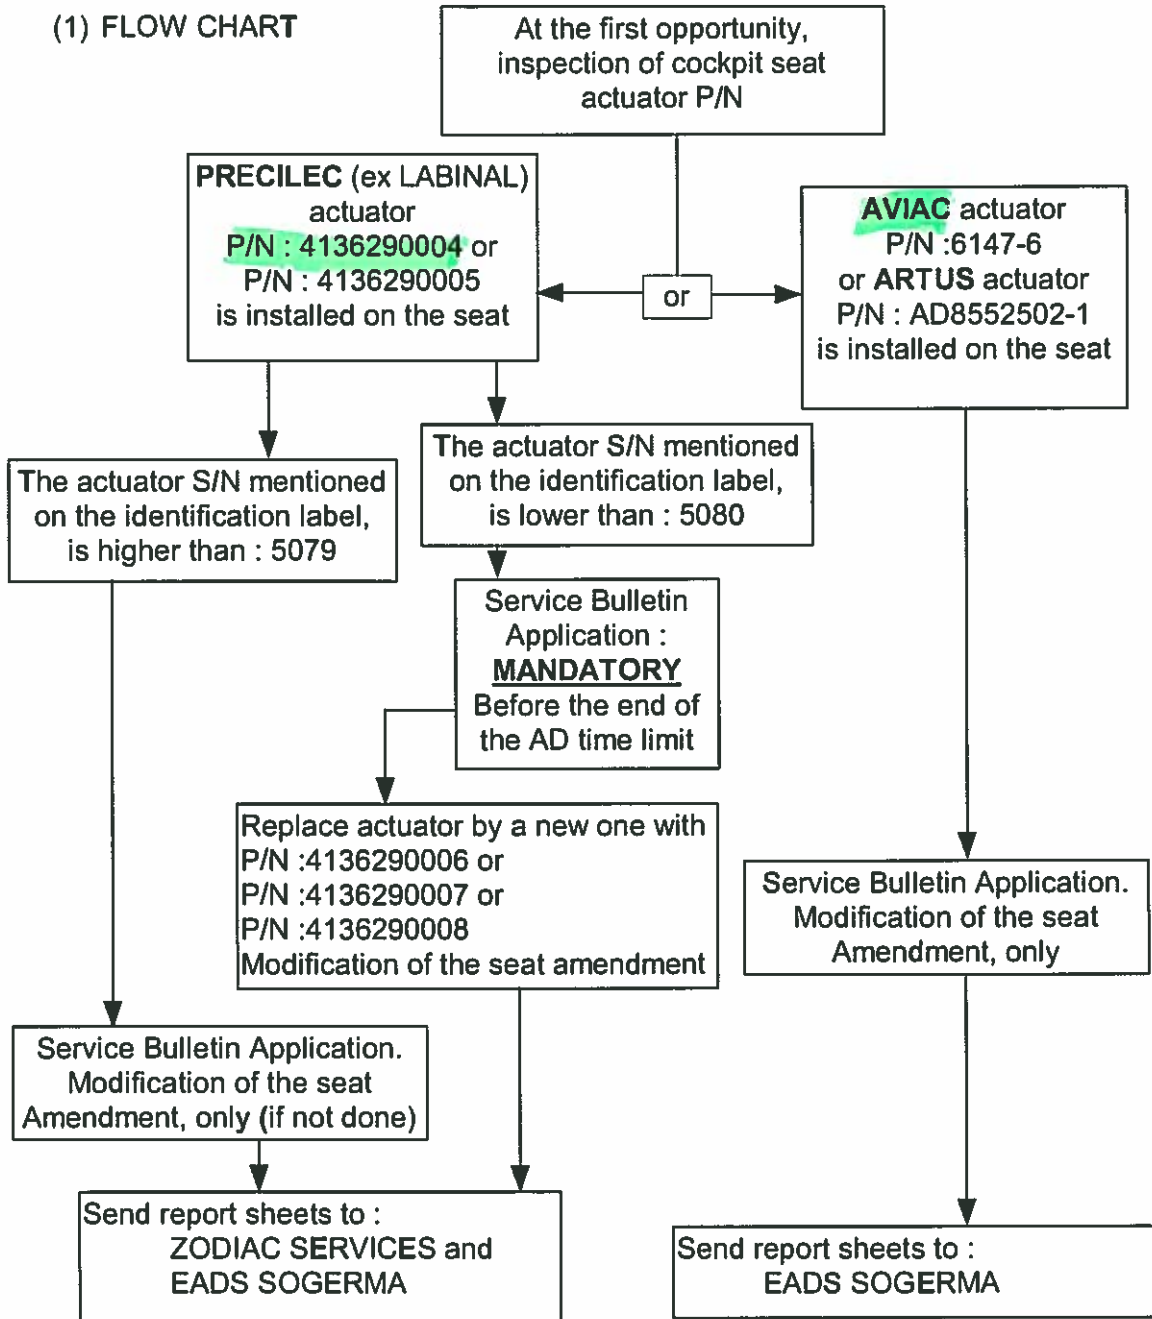 (1) FLOW CHART
At the first opportunity,
inspection of cockpit seat
actuator P/N
PRECILEC (ex LABINAL)
actuator
P/N : 4136290004 or
P/N : 4136290005
is installed on the seat
or
AVIAC actuator
P/N :6147-6
or ARTUS actuator
P/N : AD8552502-1
is installed on the seat
The actuator S/N mentioned
on the identification label,
is higher than : 5079
The actuator S/N mentioned
on the identification label,
is lower than : 5080
Service Bulletin
Application :
MANDATORY
Before the end of
the AD time limit
Replace actuator by a new one with
P/N :4136290006 or
P/N :4136290007 or
P/N :4136290008
Modification of the seat amendment
Service Bulletin Application.
Modification of the seat
Amendment, only
Service Bulletin Application.
Modification of the seat
Amendment, only (if not done)
Send report sheets to :
ZODIAC SERVICES and
EADS SOGERMA
Send report sheets to :
EADS SOGERMA